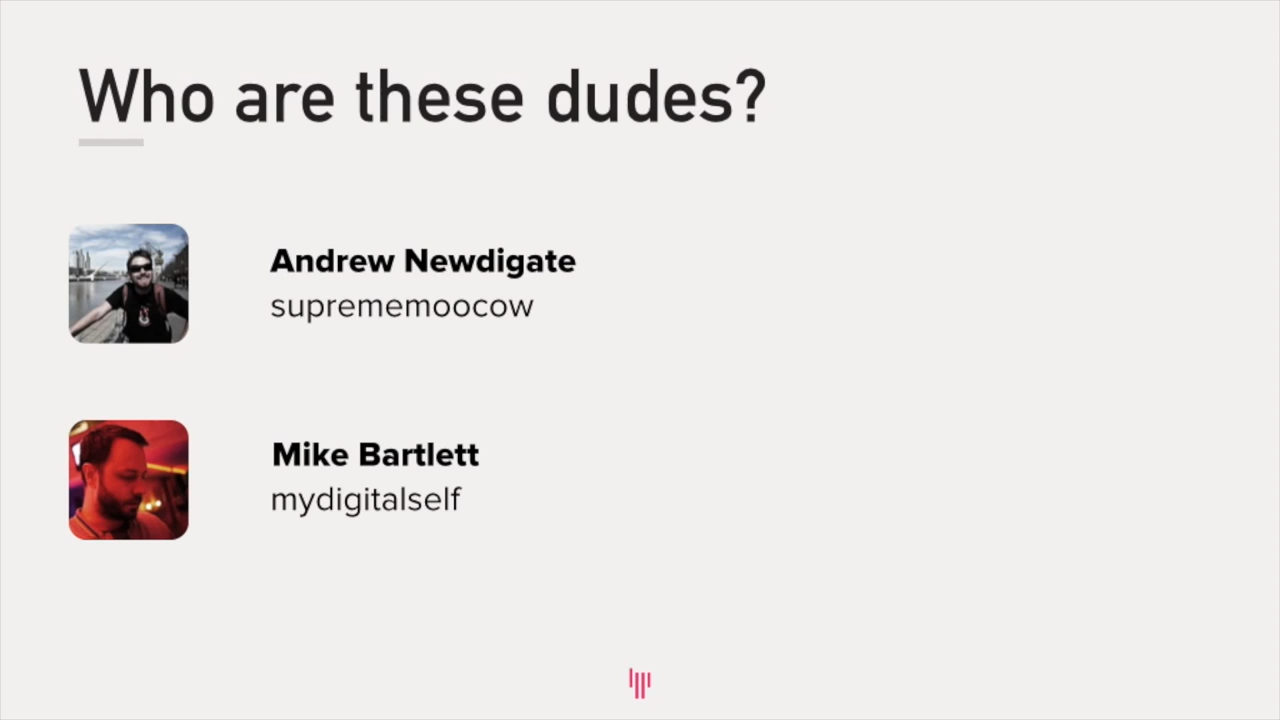 Who are these dudes?
Andrew Newdigate
suprememoocow
Mike Bartlett
mydigitalself